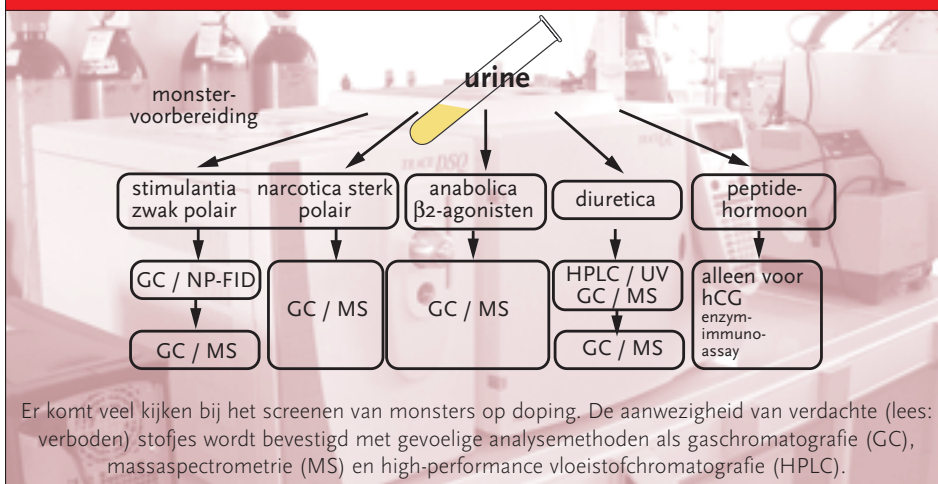 urine
monster-
voorbereiding
stimulantia
zwak polair
narcotica sterk
polair
anabolica
β2-agonisten
diuretica
peptide-
hormoon
GC / NP-FID
GC / MS
GC / MS
GC / MS
HPLC / UV
GC / MS
GC / MS
alleen voor
hCG
enzym-
immuno-
assay
Er komt veel kijken bij het screenen van monsters op doping. De aanwezigheid van verdachte (lees:
verboden) stofjes wordt bevestigd met gevoelige analysemethoden als gaschromatografie (GC),
massaspectrometrie (MS) en high-performance vloeistofchromatografie (HPLC).